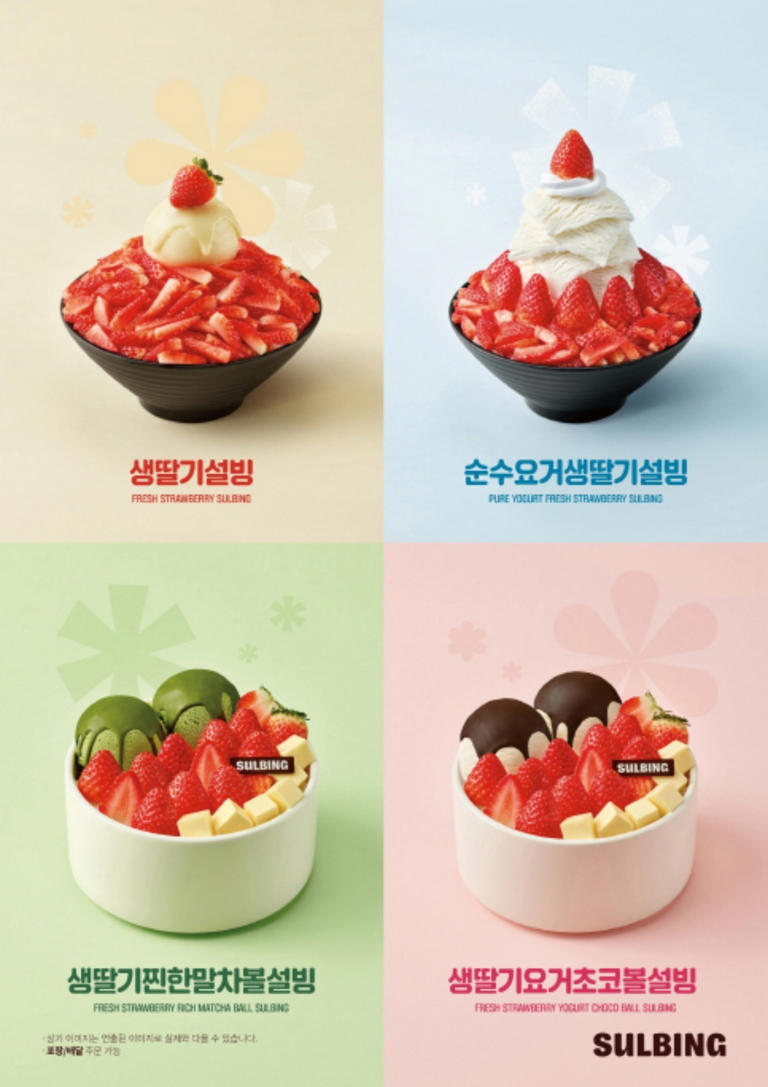 생딸기설빙
FRESH STRAWBERRY SULBING
순수요거생딸기설빙
PURE YOGURT FRESH STRAWBERRY SULBING
SULBING
SULBING
생딸기찐한말차볼설빙
FRESH STRAWBERRY RICH MATCHA BALL SULBING
생딸기요거초코볼설빙
FRESH STRAWBERRY YOGURT CHOCO BALL SULBING
· 상기 이미지는 연출된 이미지로 실제와 다를 수 있습니다.
· 포장/배달 주문 가능
SULBING